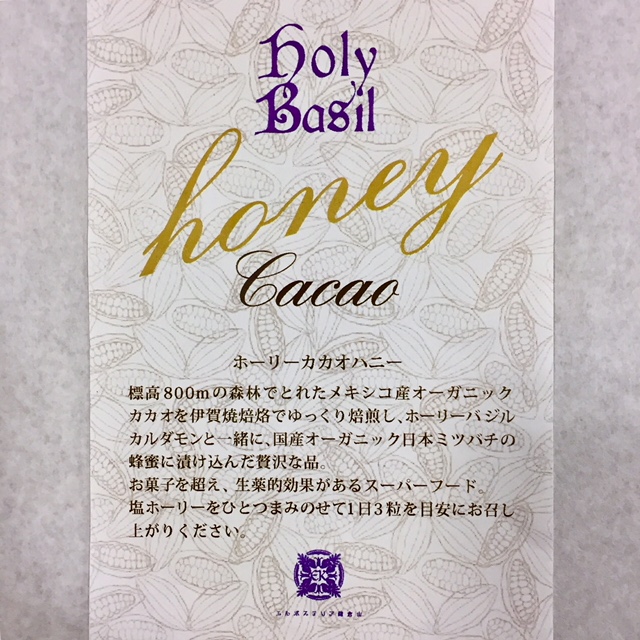 holy
Basil
honey
Cacao
ホーリーカカオハニー
標高800mの森林でとれたメキシコ産オーガニック
カカオを伊賀焼焙烙でゆっくり焙煎し、ホーリーバジル
カルダモンと一緒に、国産オーガニック日本ミツバチの
蜂蜜に漬け込んだ贅沢な品。
お菓子を超え、生薬的効果があるスーパーフード。
塩ホーリーをひとつまみのせて1日3粒を目安にお召し
上がりください。